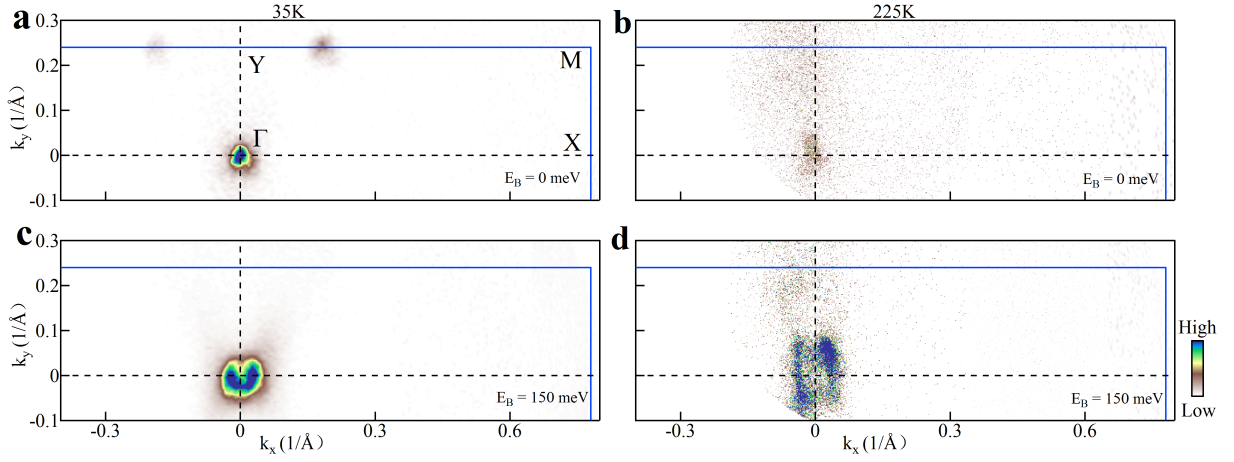 a 35K b 225K
0.3
0.2
0.1
0
-0.1
k_y (1/Å)
Y
M
Γ
X
E_B = 0 meV
E_B = 0 meV
c d
0.3
0.2
0.1
0
-0.1
k_y (1/Å)
E_B = 150 meV
E_B = 150 meV
High
Low
-0.3 0 0.3 0.6
-0.3 0 0.3 0.6
k_x (1/Å)
k_x (1/Å)